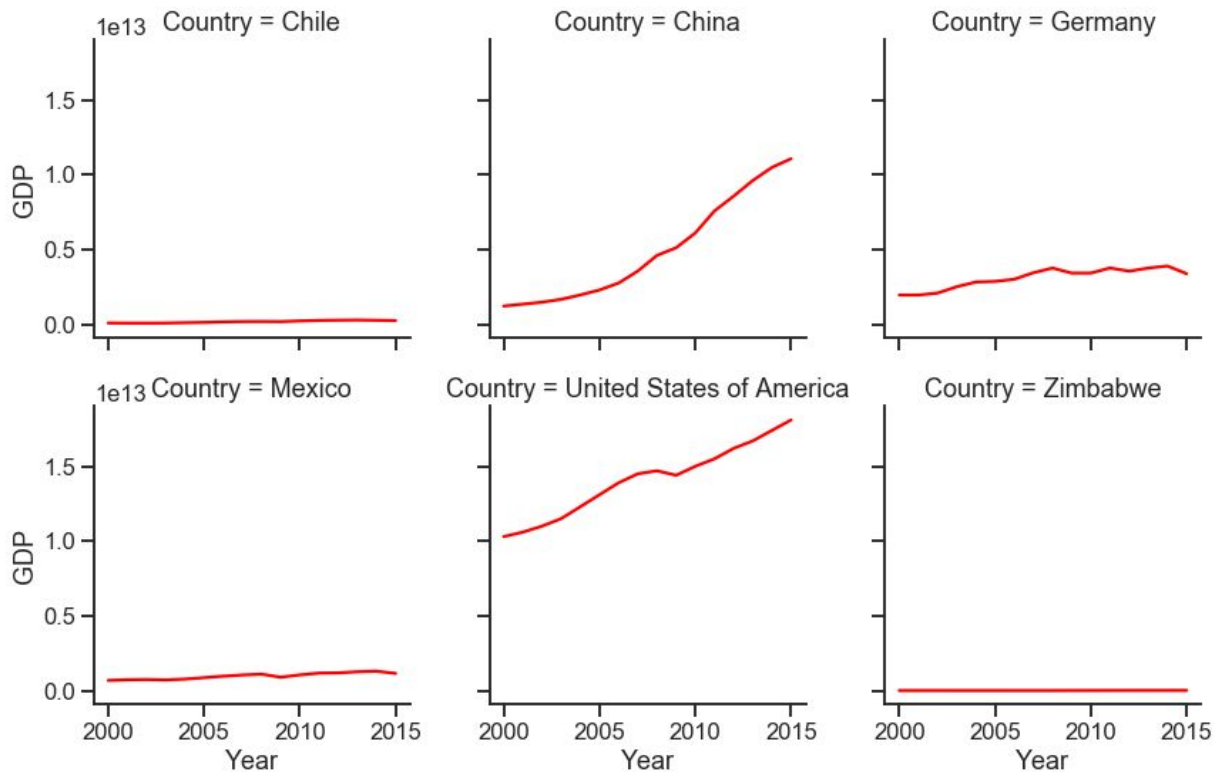 1e13 Country = Chile
Country = China
Country = Germany
GDP
1.5
1.0
0.5
0.0
2000 2005 2010 2015
Year
1e13 Country = Mexico
Country = United States of America
Country = Zimbabwe
GDP
1.5
1.0
0.5
0.0
2000 2005 2010 2015
Year
2000 2005 2010 2015
Year